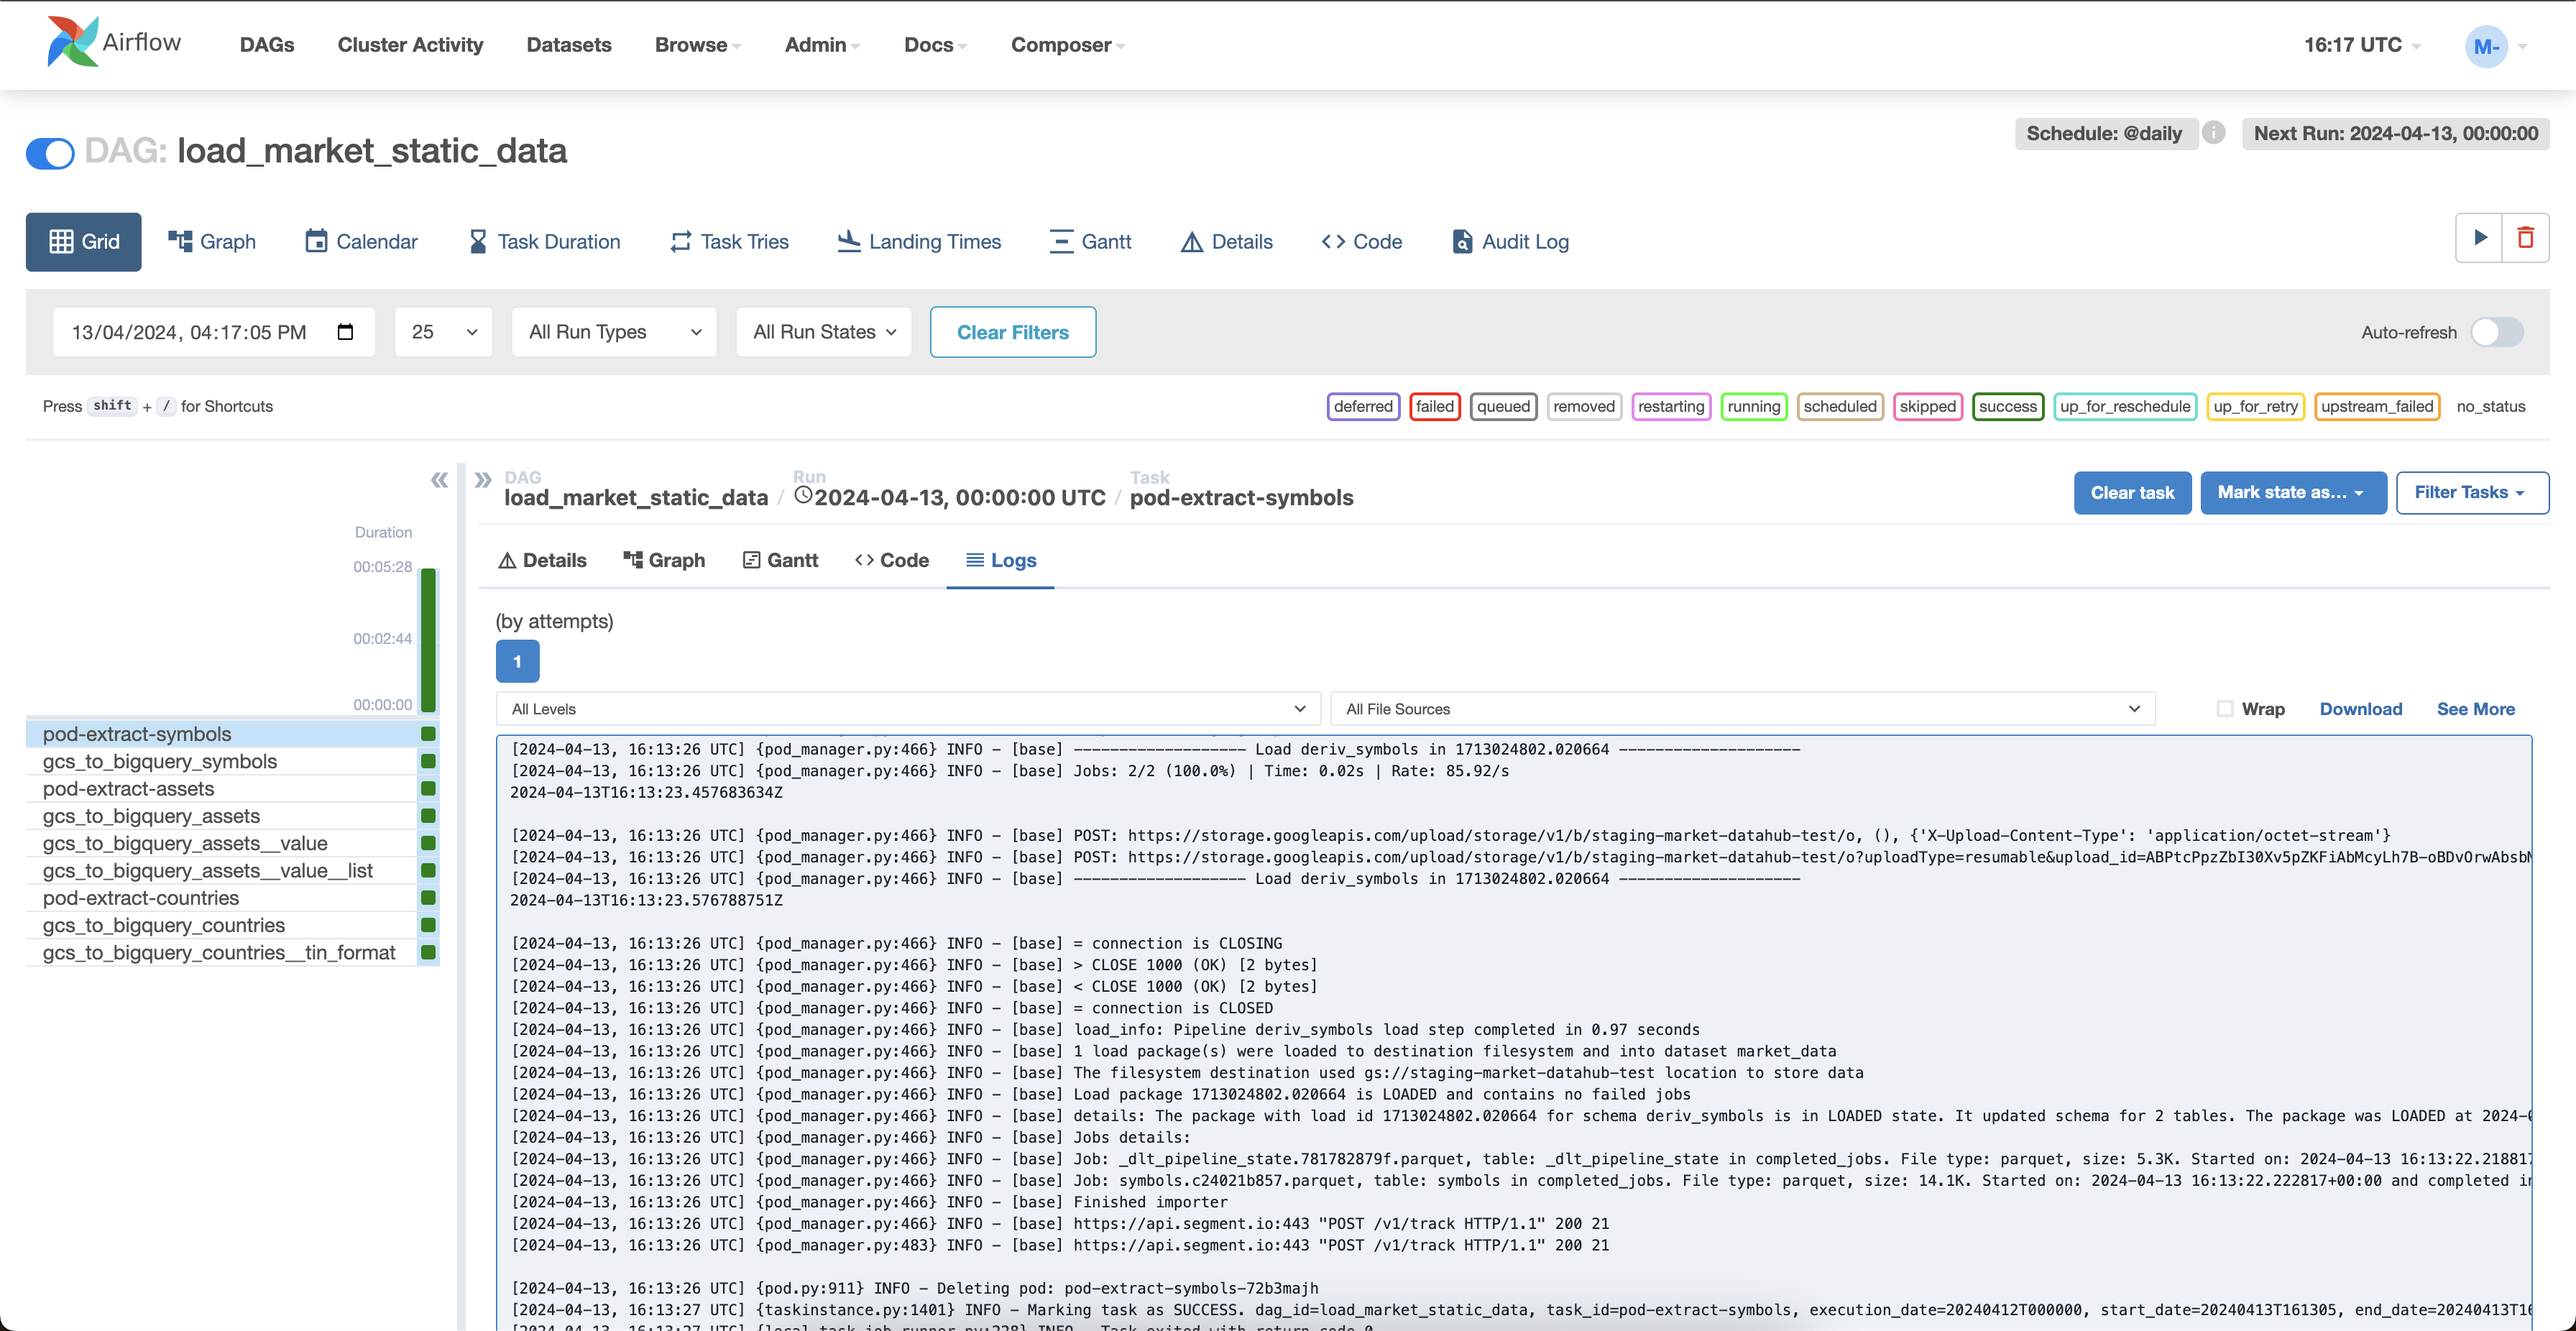 Airflow DAGs Cluster Activity Datasets Browse Admin Docs Composer 16:17 UTC M-
DAG: load_market_static_data
Schedule: @daily i Next Run: 2024-04-13, 00:00:00
Grid Graph Calendar Task Duration Task Tries Landing Times Gantt Details Code Audit Log
13/04/2024, 04:17:05 PM 25 All Run Types All Run States Clear Filters Auto-refresh
Press shift + / for Shortcuts
deferred failed queued removed restarting running scheduled skipped success up_for_reschedule up_for_retry upstream_failed no_status
Duration
00:05:28
00:02:44
00:00:00
pod-extract-symbols
gcs_to_bigquery_symbols
pod-extract-assets
gcs_to_bigquery_assets
gcs_to_bigquery_assets__value
gcs_to_bigquery_assets__value__list
pod-extract-countries
gcs_to_bigquery_countries
gcs_to_bigquery_countries__tin_format
DAG Run Task
load_market_static_data / 2024-04-13, 00:00:00 UTC / pod-extract-symbols
Clear task Mark state as... Filter Tasks
Details Graph Gantt Code Logs
(by attempts)
1
All Levels All File Sources Wrap Download See More
[2024-04-13, 16:13:26 UTC] {pod_manager.py:466} INFO - [base] ------------------- Load deriv_symbols in 1713024802.020664 --------------------
[2024-04-13, 16:13:26 UTC] {pod_manager.py:466} INFO - [base] Jobs: 2/2 (100.0%) | Time: 0.02s | Rate: 85.92/s
2024-04-13T16:13:23.457683634Z
[2024-04-13, 16:13:26 UTC] {pod_manager.py:466} INFO - [base] POST: https://storage.googleapis.com/upload/storage/v1/b/staging-market-datahub-test/o, (), {'X-Upload-Content-Type': 'application/octet-stream'}
[2024-04-13, 16:13:26 UTC] {pod_manager.py:466} INFO - [base] POST: https://storage.googleapis.com/upload/storage/v1/b/staging-market-datahub-test/o?uploadType=resumable&upload_id=ABPtcPpzZbI30Xv5pZKFiAbMcyLh7B-oBDvOrwAbsbM
[2024-04-13, 16:13:26 UTC] {pod_manager.py:466} INFO - [base] ------------------- Load deriv_symbols in 1713024802.020664 --------------------
2024-04-13T16:13:23.576788751Z
[2024-04-13, 16:13:26 UTC] {pod_manager.py:466} INFO - [base] = connection is CLOSING
[2024-04-13, 16:13:26 UTC] {pod_manager.py:466} INFO - [base] > CLOSE 1000 (OK) [2 bytes]
[2024-04-13, 16:13:26 UTC] {pod_manager.py:466} INFO - [base] < CLOSE 1000 (OK) [2 bytes]
[2024-04-13, 16:13:26 UTC] {pod_manager.py:466} INFO - [base] = connection is CLOSED
[2024-04-13, 16:13:26 UTC] {pod_manager.py:466} INFO - [base] load_info: Pipeline deriv_symbols load step completed in 0.97 seconds
[2024-04-13, 16:13:26 UTC] {pod_manager.py:466} INFO - [base] 1 load package(s) were loaded to destination filesystem and into dataset market_data
[2024-04-13, 16:13:26 UTC] {pod_manager.py:466} INFO - [base] The filesystem destination used gs://staging-market-datahub-test location to store data
[2024-04-13, 16:13:26 UTC] {pod_manager.py:466} INFO - [base] Load package 1713024802.020664 is LOADED and contains no failed jobs
[2024-04-13, 16:13:26 UTC] {pod_manager.py:466} INFO - [base] details: The package with load id 1713024802.020664 for schema deriv_symbols is in LOADED state. It updated schema for 2 tables. The package was LOADED at 2024-0
[2024-04-13, 16:13:26 UTC] {pod_manager.py:466} INFO - [base] Jobs details:
[2024-04-13, 16:13:26 UTC] {pod_manager.py:466} INFO - [base] Job: _dlt_pipeline_state.781782879f.parquet, table: _dlt_pipeline_state in completed_jobs. File type: parquet, size: 5.3K. Started on: 2024-04-13 16:13:22.218817
[2024-04-13, 16:13:26 UTC] {pod_manager.py:466} INFO - [base] Job: symbols.c24021b857.parquet, table: symbols in completed_jobs. File type: parquet, size: 14.1K. Started on: 2024-04-13 16:13:22.222817+00:00 and completed in
[2024-04-13, 16:13:26 UTC] {pod_manager.py:466} INFO - [base] Finished importer
[2024-04-13, 16:13:26 UTC] {pod_manager.py:466} INFO - [base] https://api.segment.io:443 "POST /v1/track HTTP/1.1" 200 21
[2024-04-13, 16:13:26 UTC] {pod_manager.py:483} INFO - [base] https://api.segment.io:443 "POST /v1/track HTTP/1.1" 200 21
[2024-04-13, 16:13:26 UTC] {pod.py:911} INFO - Deleting pod: pod-extract-symbols-72b3majh
[2024-04-13, 16:13:27 UTC] {taskinstance.py:1401} INFO - Marking task as SUCCESS. dag_id=load_market_static_data, task_id=pod-extract-symbols, execution_date=20240412T000000, start_date=20240413T161305, end_date=20240413T16
[2024-04-13, 16:13:27 UTC] {local_task_job_runner.py:228} INFO - Task exited with return code 0